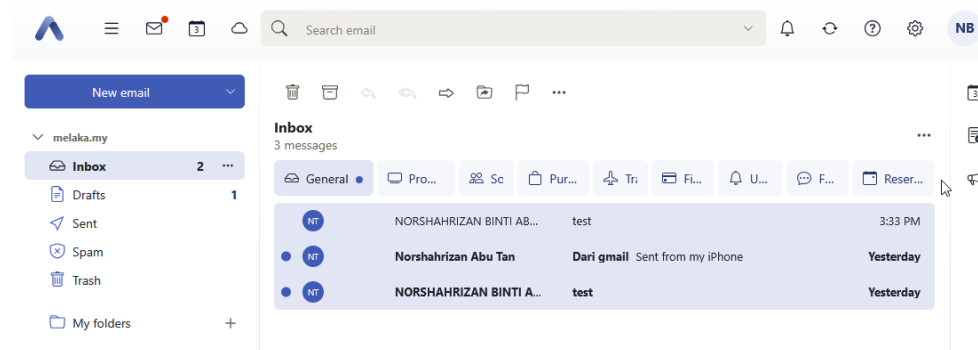 3
Search email
NB
New email
melaka.my
Inbox 2 ...
Drafts 1
Sent
Spam
Trash
My folders +
...
Inbox
3 messages
...
General
Pro...
Sc
Pur...
Tra
Fi...
U...
F...
Reser...
NT NORSHAHRIZAN BINTI AB... test 3:33 PM
NT Norshahrizan Abu Tan Dari gmail Sent from my iPhone Yesterday
NT NORSHAHRIZAN BINTI A... test Yesterday